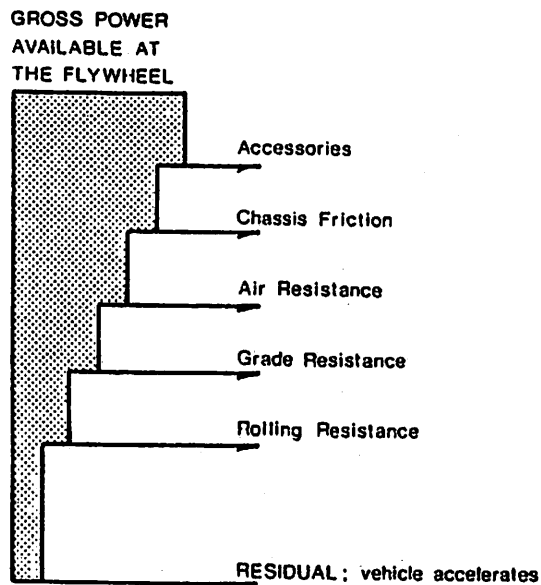 GROSS POWER
AVAILABLE AT
THE FLYWHEEL
Accessories
Chassis Friction
Air Resistance
Grade Resistance
Rolling Resistance
RESIDUAL; vehicle accelerates